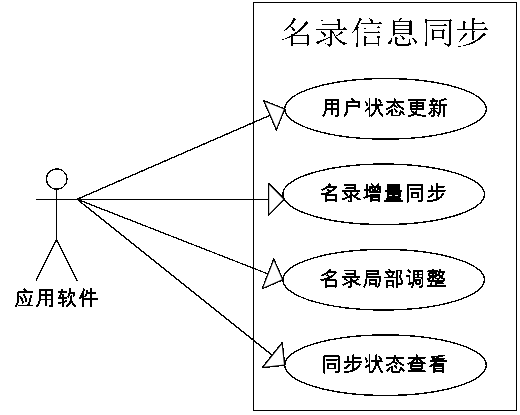 名录信息同步
用户状态更新
名录增量同步
名录局部调整
应用软件
同步状态查看